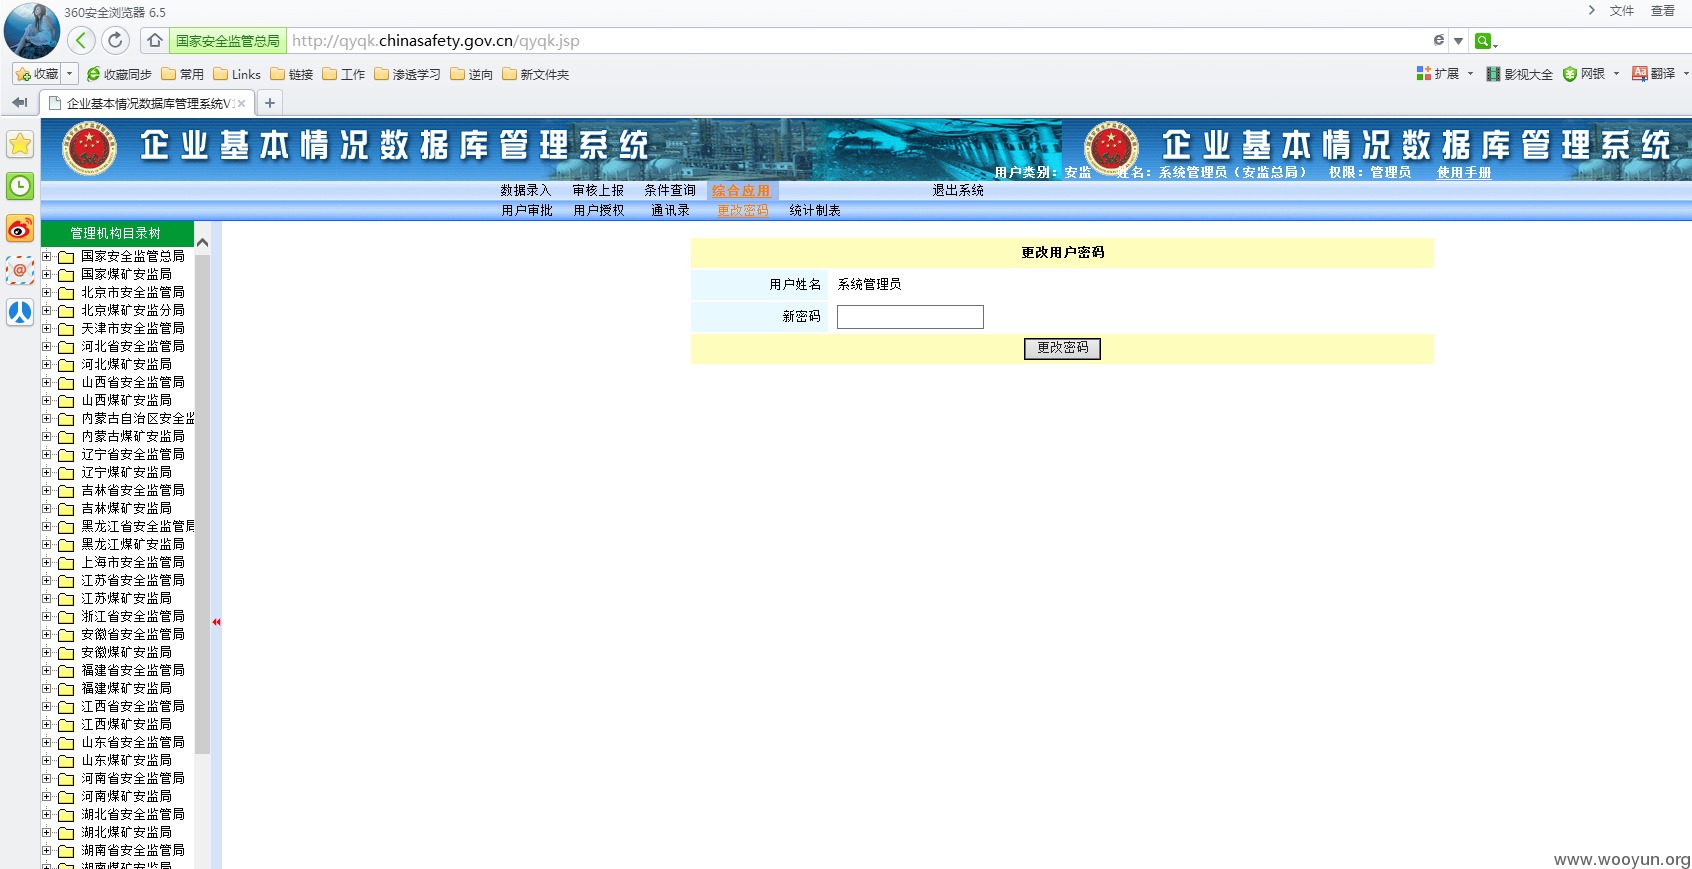 360安全浏览器 6.5
文件 查看
国家安全监管总局 http://qyqk.chinasafety.gov.cn/qyqk.jsp
收藏 收藏同步 常用 Links 链接 工作 渗透学习 逆向 新文件夹 扩展 影视大全 网银 翻译
企业基本情况数据库管理系统V
企业基本情况数据库管理系统 企业基本情况数据库管理系统
用户类别：安监 姓名：系统管理员（安监总局） 权限：管理员 使用手册
数据录入 审核上报 条件查询 综合应用 退出系统
用户审批 用户授权 通讯录 更改密码 统计制表
管理机构目录树
国家安全监管总局
国家煤矿安监局
北京市安全监管局
北京煤矿安监分局
天津市安全监管局
河北省安全监管局
河北煤矿安监局
山西省安全监管局
山西煤矿安监局
内蒙古自治区安全监
内蒙古煤矿安监局
辽宁省安全监管局
辽宁煤矿安监局
吉林省安全监管局
吉林煤矿安监局
黑龙江省安全监管局
黑龙江煤矿安监局
上海市安全监管局
江苏省安全监管局
江苏煤矿安监局
浙江省安全监管局
安徽省安全监管局
安徽煤矿安监局
福建省安全监管局
福建煤矿安监局
江西省安全监管局
江西煤矿安监局
山东省安全监管局
山东煤矿安监局
河南省安全监管局
河南煤矿安监局
湖北省安全监管局
湖北煤矿安监局
湖南省安全监管局
湖南煤矿安监局
更改用户密码
用户姓名 系统管理员
新密码
更改密码
www.wooyun.org